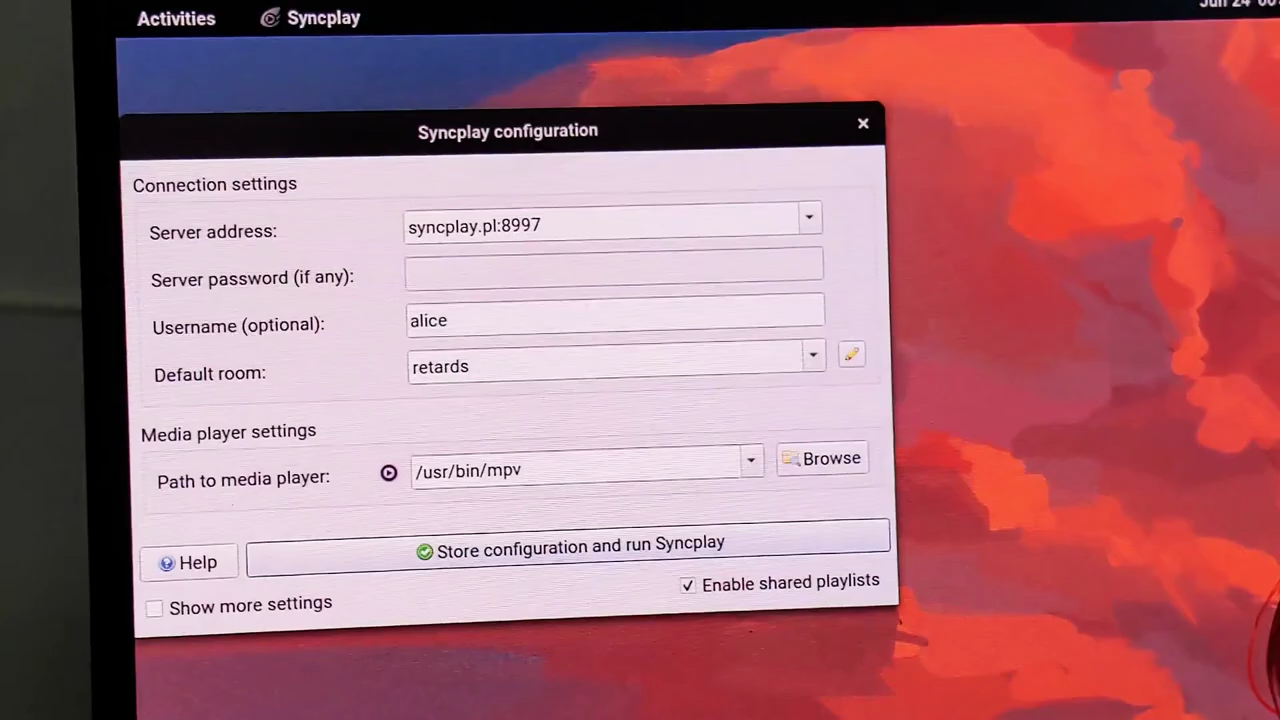 Activities Syncplay Jun 24
Syncplay configuration
Connection settings
Server address: syncplay.pl:8997
Server password (if any):
Username (optional): alice
Default room: retards
Media player settings
Path to media player: /usr/bin/mpv Browse
Help Store configuration and run Syncplay
Show more settings Enable shared playlists